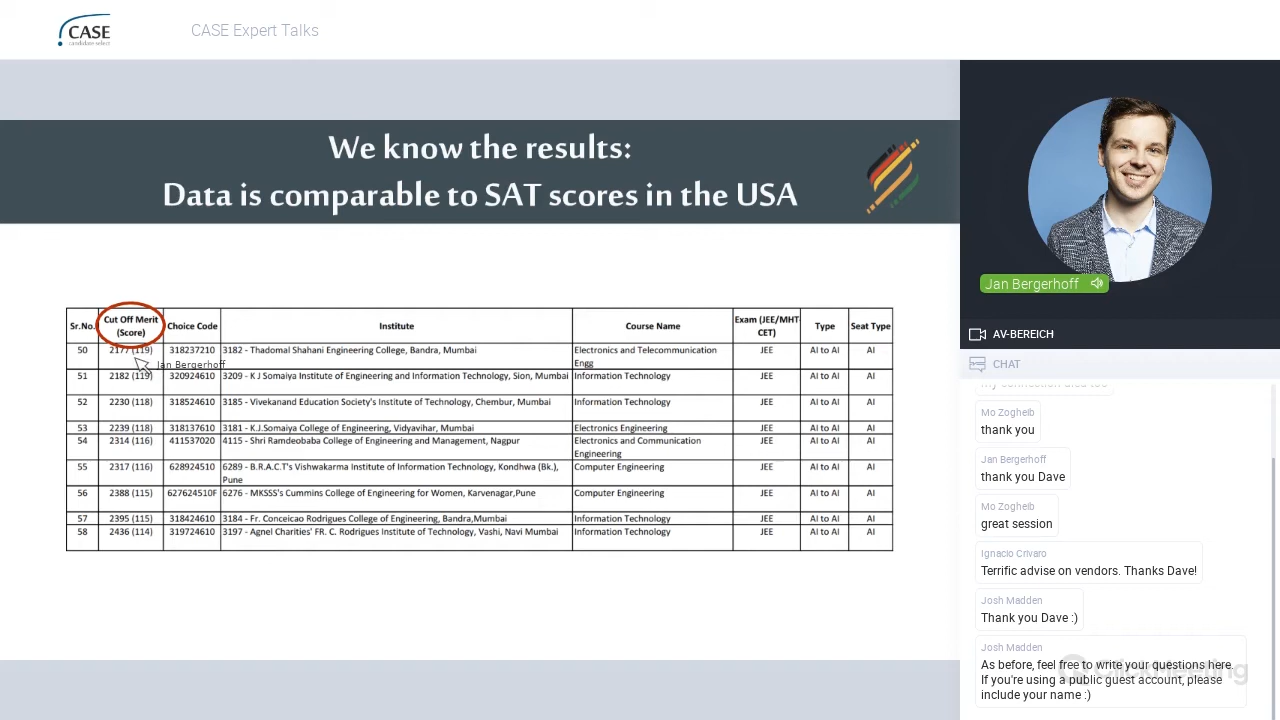 CASE
candidate select
CASE Expert Talks
We know the results:
Data is comparable to SAT scores in the USA
Sr.No. Cut Off Merit (Score) Choice Code Institute Course Name Exam (JEE/MHT-CET) Type Seat Type
50 2177 (119) 318237210 3182 - Thadomal Shahani Engineering College, Bandra, Mumbai Electronics and Telecommunication Engg JEE AI to AI AI
Jan Bergerhoff
51 2182 (119) 320924610 3209 - K J Somaiya Institute of Engineering and Information Technology, Sion, Mumbai Information Technology JEE AI to AI AI
52 2230 (118) 318524610 3185 - Vivekanand Education Society's Institute of Technology, Chembur, Mumbai Information Technology JEE AI to AI AI
53 2239 (118) 318137610 3181 - K.J.Somaiya College of Engineering, Vidyavihar, Mumbai Electronics Engineering JEE AI to AI AI
54 2314 (116) 411537020 4115 - Shri Ramdeobaba College of Engineering and Management, Nagpur Electronics and Communication Engineering JEE AI to AI AI
55 2317 (116) 628924510 6289 - B.R.A.C.T's Vishwakarma Institute of Information Technology, Kondhwa (Bk.), Pune Computer Engineering JEE AI to AI AI
56 2388 (115) 627624510F 6276 - MKSSS's Cummins College of Engineering for Women, Karvenagar,Pune Computer Engineering JEE AI to AI AI
57 2395 (115) 318424610 3184 - Fr. Conceicao Rodrigues College of Engineering, Bandra,Mumbai Information Technology JEE AI to AI AI
58 2436 (114) 319724610 3197 - Agnel Charities' FR. C. Rodrigues Institute of Technology, Vashi, Navi Mumbai Information Technology JEE AI to AI AI
Jan Bergerhoff
AV-BEREICH
CHAT
Mo Zogheib
thank you
Jan Bergerhoff
thank you Dave
Mo Zogheib
great session
Ignacio Crivaro
Terrific advise on vendors. Thanks Dave!
Josh Madden
Thank you Dave :)
Josh Madden
As before, feel free to write your questions here.
If you're using a public guest account, please
include your name :)
ClickMeeting